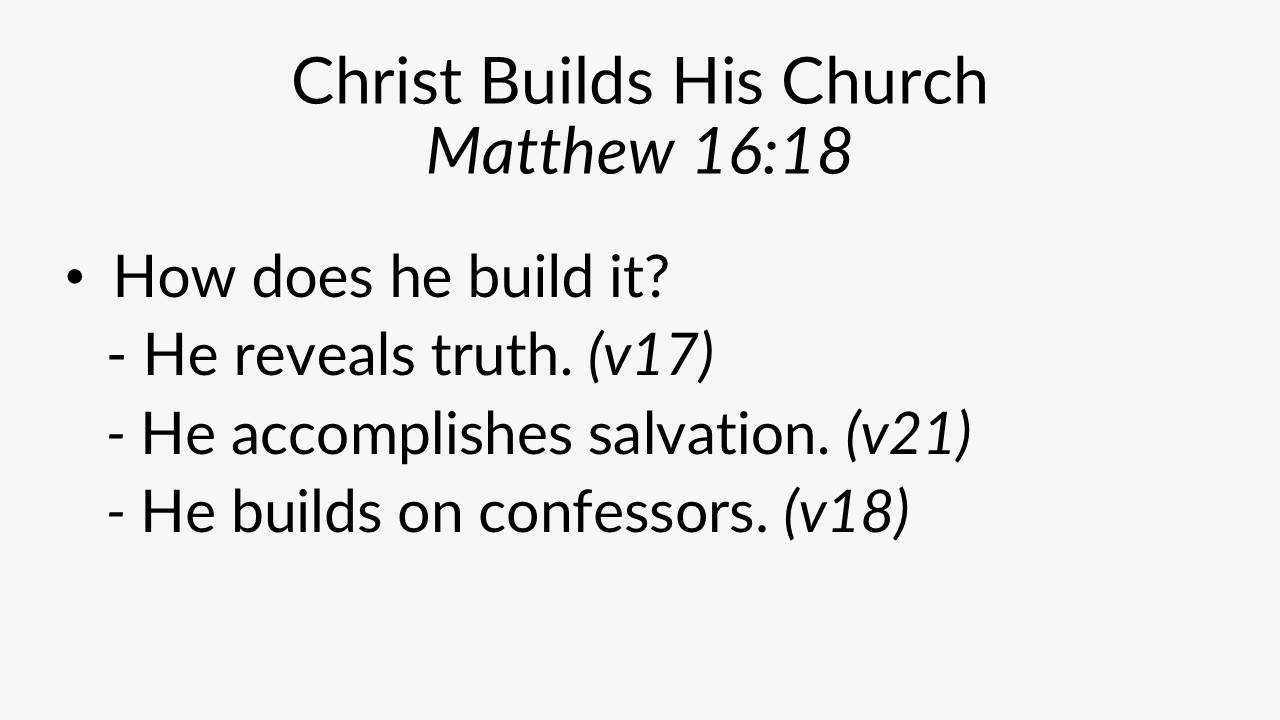 Christ Builds His Church
Matthew 16:18
• How does he build it?
- He reveals truth. (v17)
- He accomplishes salvation. (v21)
- He builds on confessors. (v18)